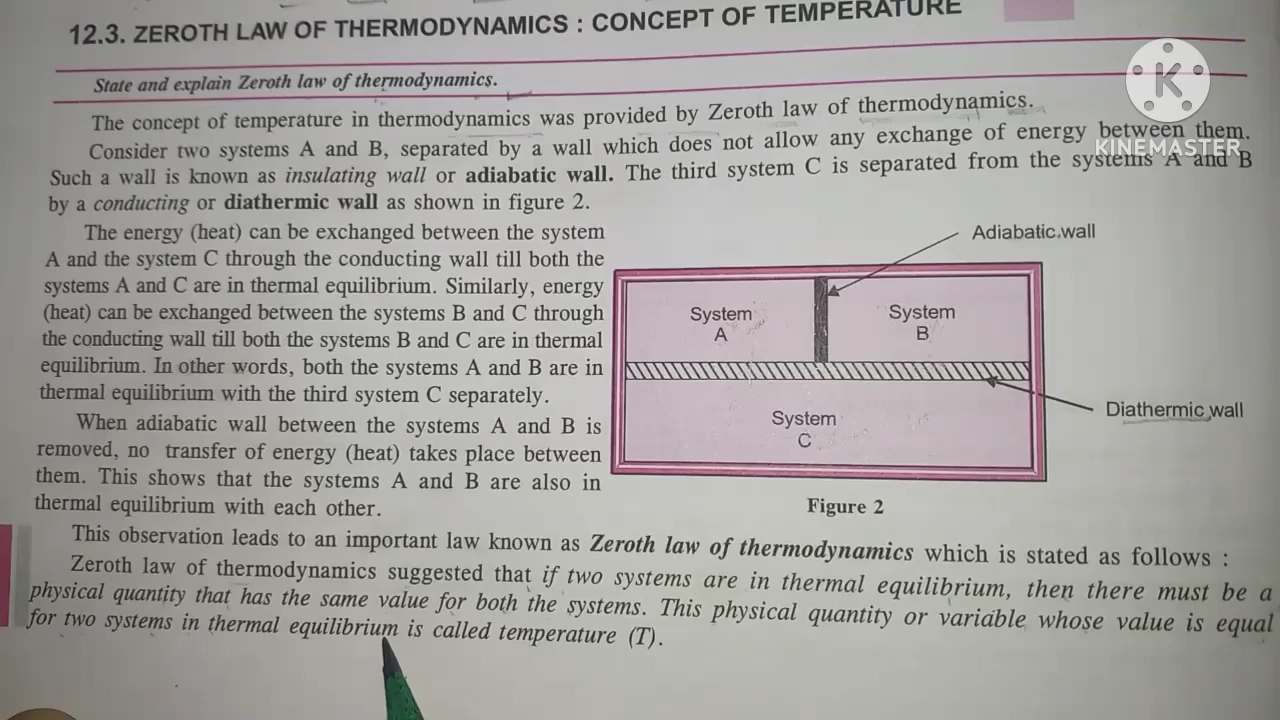 12.3. ZEROTH LAW OF THERMODYNAMICS : CONCEPT OF TEMPERATURE
State and explain Zeroth law of thermodynamics.
The concept of temperature in thermodynamics was provided by Zeroth law of thermodynamics.
Consider two systems A and B, separated by a wall which does not allow any exchange of energy between them.
Such a wall is known as insulating wall or adiabatic wall. The third system C is separated from the systems A and B
by a conducting or diathermic wall as shown in figure 2.
The energy (heat) can be exchanged between the system
A and the system C through the conducting wall till both the
systems A and C are in thermal equilibrium. Similarly, energy
(heat) can be exchanged between the systems B and C through
the conducting wall till both the systems B and C are in thermal
equilibrium. In other words, both the systems A and B are in
thermal equilibrium with the third system C separately.
When adiabatic wall between the systems A and B is
removed, no transfer of energy (heat) takes place between
them. This shows that the systems A and B are also in
thermal equilibrium with each other.
Adiabatic wall
System
A
System
B
System
C
Diathermic wall
Figure 2
This observation leads to an important law known as Zeroth law of thermodynamics which is stated as follows :
Zeroth law of thermodynamics suggested that if two systems are in thermal equilibrium, then there must be a
physical quantity that has the same value for both the systems. This physical quantity or variable whose value is equal
for two systems in thermal equilibrium is called temperature (T).
K
KINEMASTER